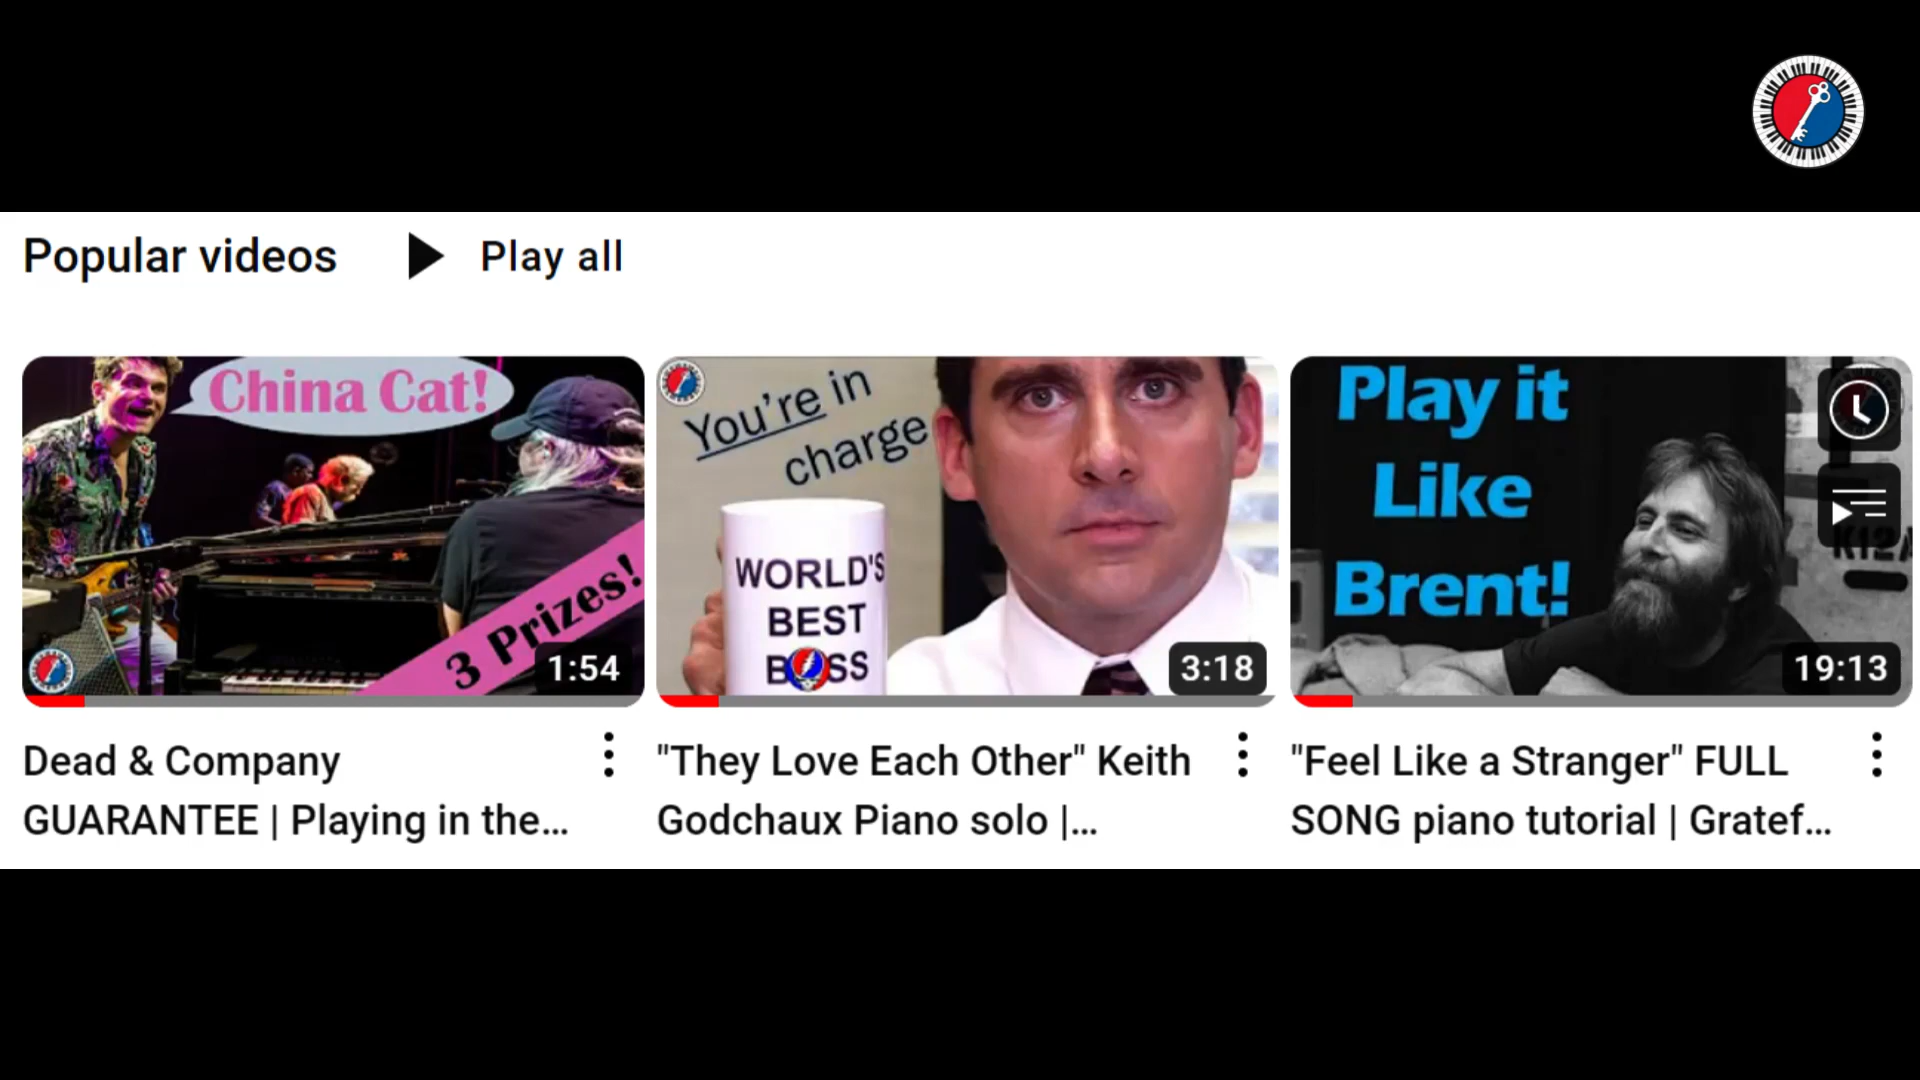 Popular videos
Play all
China Cat!
3 Prizes!
1:54
You're in
charge
WORLD'S
BEST
BOSS
3:18
Play it
Like
Brent!
K12A
19:13
Dead & Company
GUARANTEE | Playing in the...
"They Love Each Other" Keith
Godchaux Piano solo |...
"Feel Like a Stranger" FULL
SONG piano tutorial | Gratef...